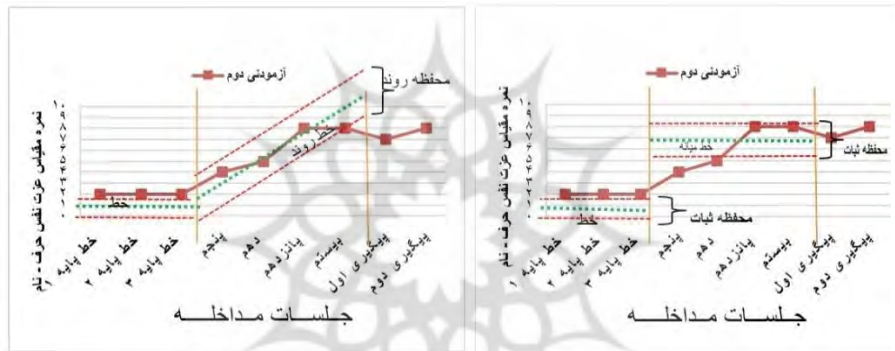 آزمودنی دوم
محفظه روند
خط روند
خط
نمره مقیاس عزت نفس حرف - نام
خط پایه ۱
خط پایه ۲
خط پایه ۳
پنجم
دهم
پانزدهم
بیستم
پیگیری اول
پیگیری دوم
جلسات مداخله
آزمودنی دوم
خط میانه
محفظه ثبات
خط
محفظه ثبات
نمره مقیاس عزت نفس حرف - نام
خط پایه ۱
خط پایه ۲
خط پایه ۳
پنجم
دهم
پانزدهم
بیستم
پیگیری اول
پیگیری دوم
جلسات مداخله